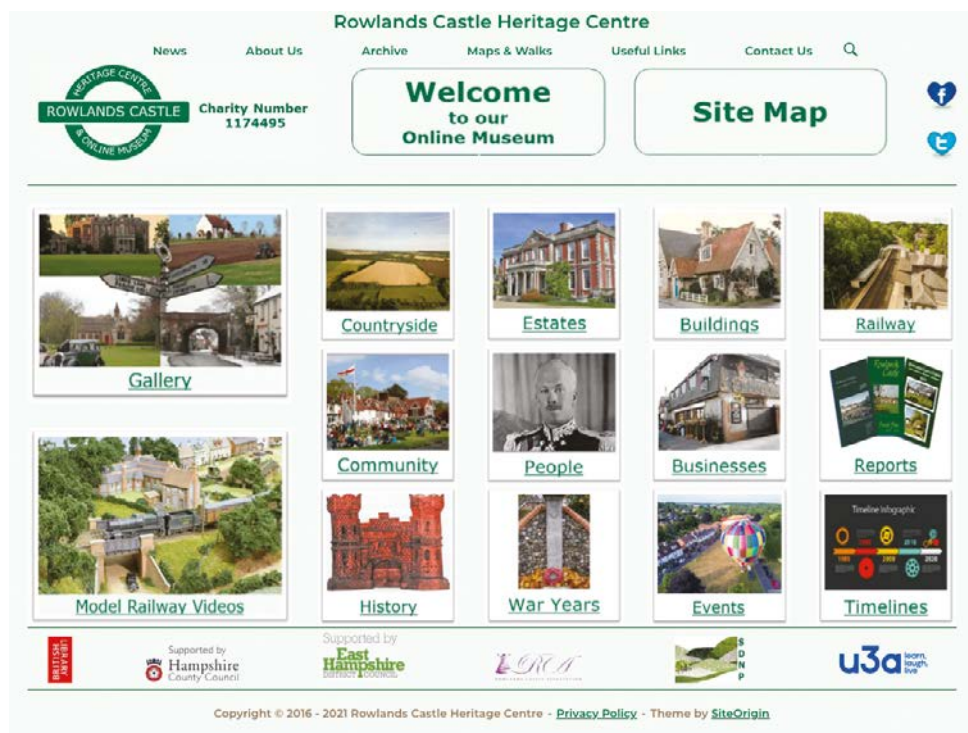 Rowlands Castle Heritage Centre
News About Us Archive Maps & Walks Useful Links Contact Us
HERITAGE CENTRE
ROWLANDS CASTLE
& ONLINE MUSEUM
Charity Number
1174495
Welcome
to our
Online Museum
Site Map
Gallery
Countryside
Estates
Buildings
Railway
Community
People
Businesses
Reports
Model Railway Videos
History
War Years
Events
Timeline Infographic
Timelines
BRITISH
LIBRARY
Supported by
Hampshire
County Council
Supported by
East
Hampshire
DISTRICT COUNCIL
RCA
ROWLANDS CASTLE ASSOCIATION
SDNP
u3a learn,
laugh,
live
Copyright © 2016 - 2021 Rowlands Castle Heritage Centre - Privacy Policy - Theme by SiteOrigin